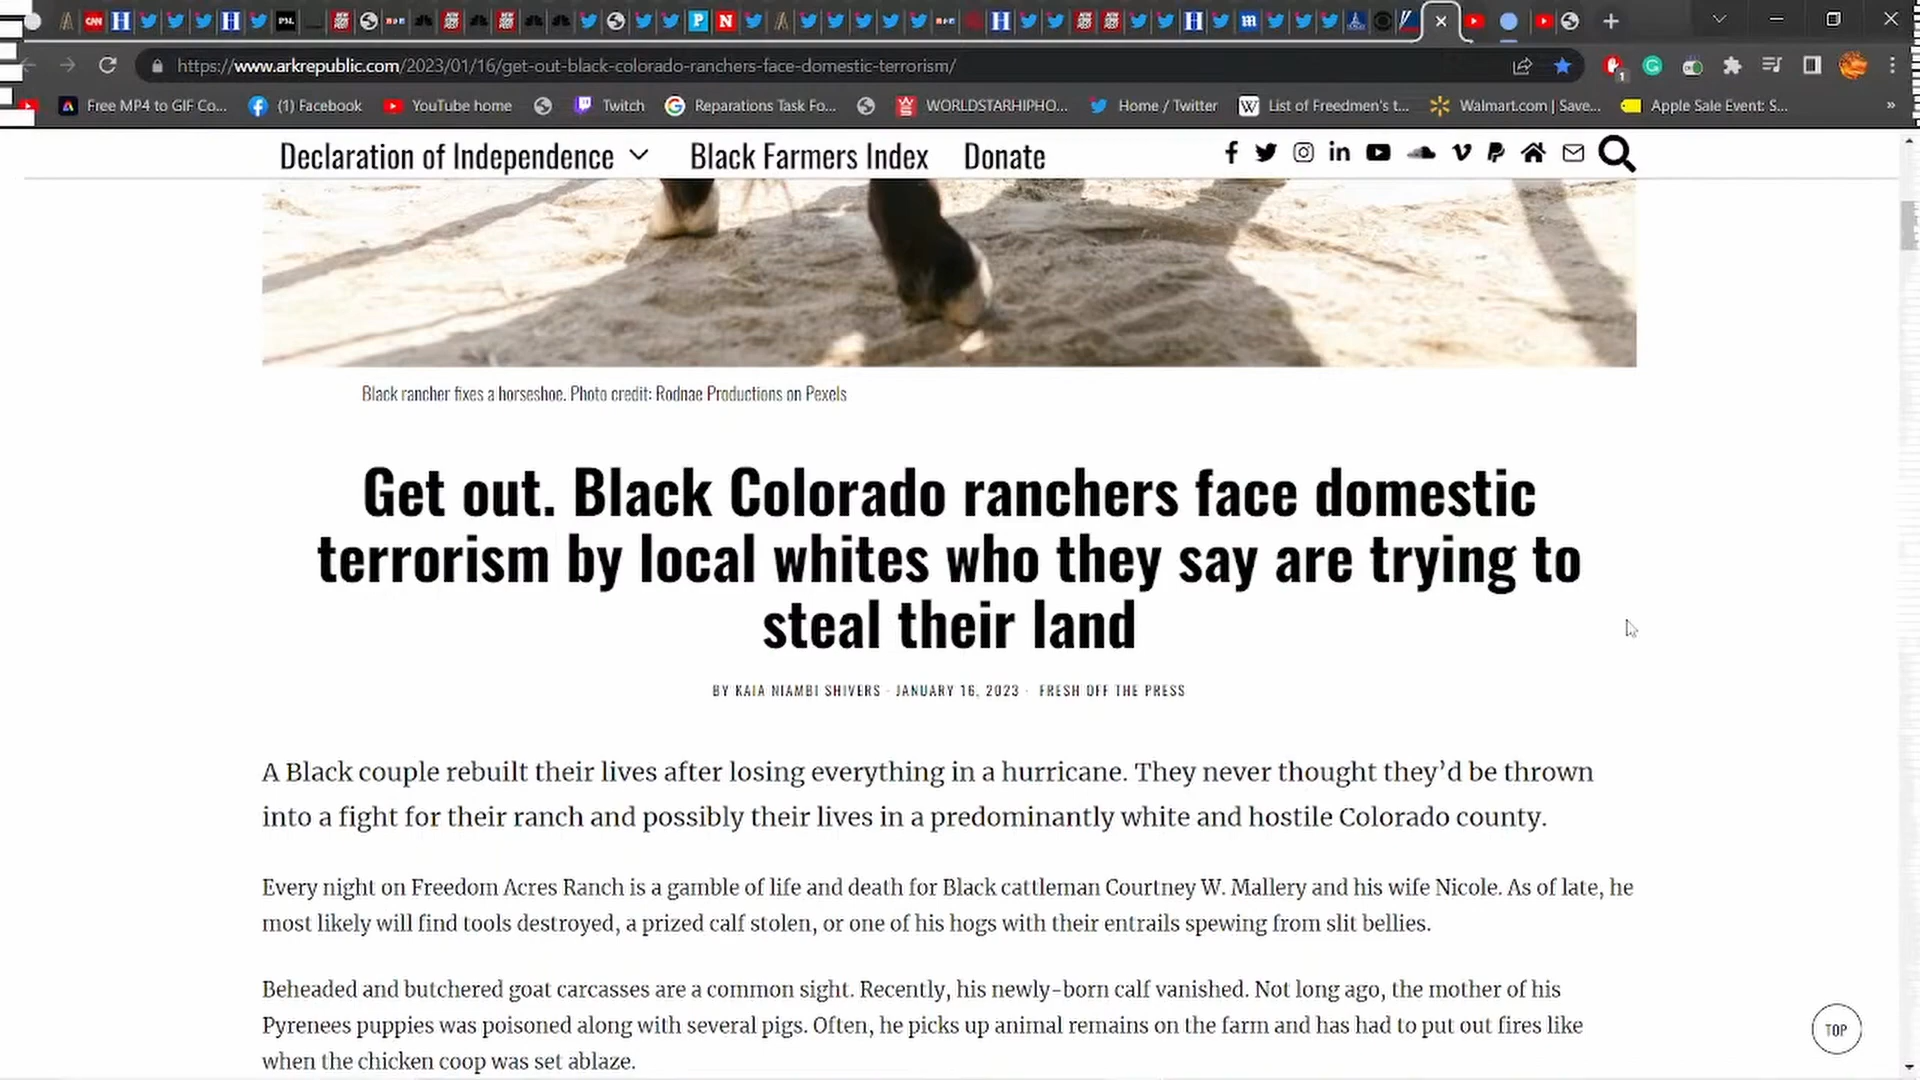 CNN
H
H
PSL
P
N
H
H
m
https://www.arkrepublic.com/2023/01/16/get-out-black-colorado-ranchers-face-domestic-terrorism/
1
Free MP4 to GIF Co...
(1) Facebook
YouTube home
Twitch
Reparations Task Fo...
WORLDSTARHIPHO...
Home / Twitter
W
List of Freedmen's t...
Walmart.com | Save...
Apple Sale Event: S...
»
Declaration of Independence
Black Farmers Index
Donate
Black rancher fixes a horseshoe. Photo credit: Rodnae Productions on Pexels
Get out. Black Colorado ranchers face domestic
terrorism by local whites who they say are trying to
steal their land
BY KAIA NIAMBI SHIVERS - JANUARY 16, 2023 - FRESH OFF THE PRESS
A Black couple rebuilt their lives after losing everything in a hurricane. They never thought they’d be thrown
into a fight for their ranch and possibly their lives in a predominantly white and hostile Colorado county.
Every night on Freedom Acres Ranch is a gamble of life and death for Black cattleman Courtney W. Mallery and his wife Nicole. As of late, he
most likely will find tools destroyed, a prized calf stolen, or one of his hogs with their entrails spewing from slit bellies.
Beheaded and butchered goat carcasses are a common sight. Recently, his newly-born calf vanished. Not long ago, the mother of his
Pyrenees puppies was poisoned along with several pigs. Often, he picks up animal remains on the farm and has had to put out fires like
when the chicken coop was set ablaze.
TOP